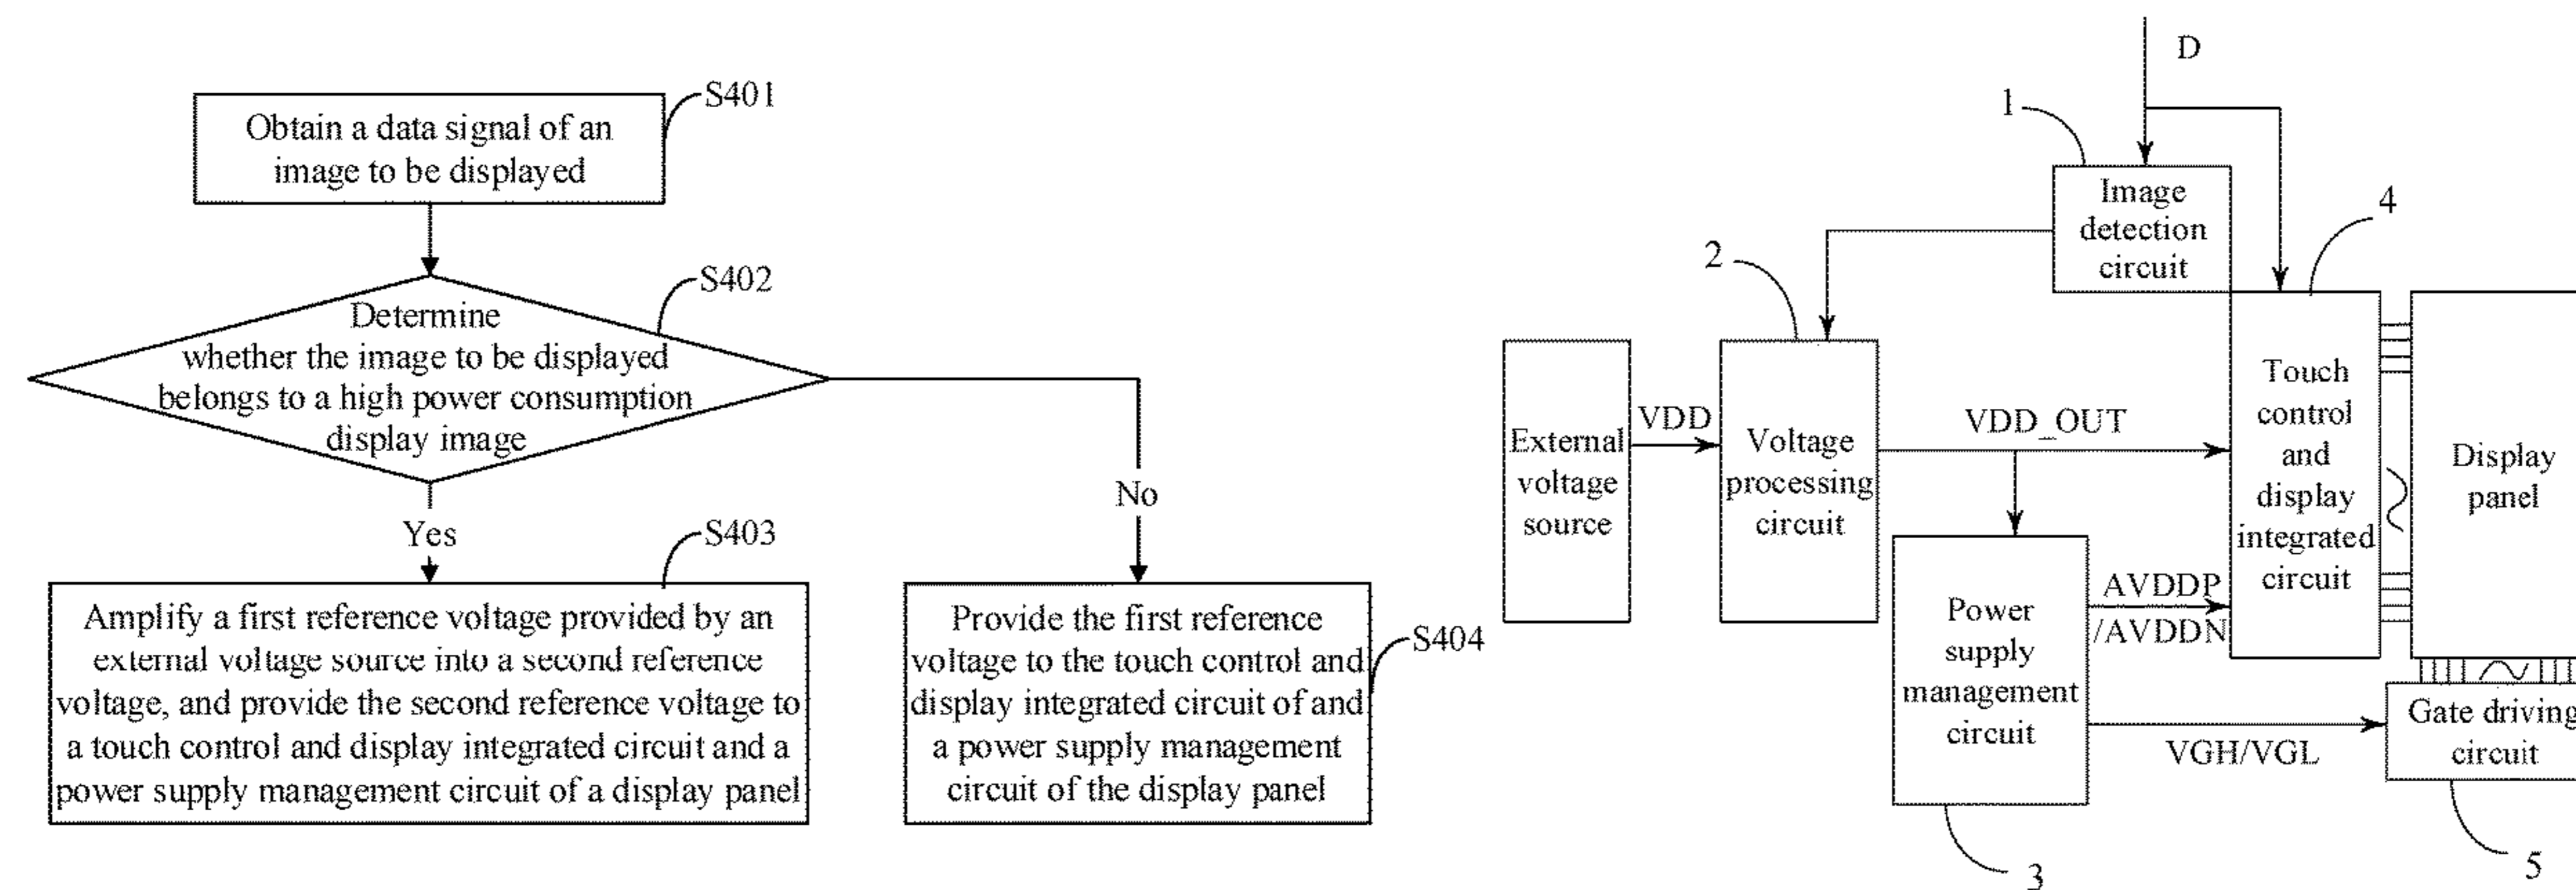 S401
Obtain a data signal of an
image to be displayed
S402
Determine
whether the image to be displayed
belongs to a high power consumption
display image
Yes
No
S403
Amplify a first reference voltage provided by an
external voltage source into a second reference
voltage, and provide the second reference voltage to
a touch control and display integrated circuit and a
power supply management circuit of a display panel
S404
Provide the first reference
voltage to the touch control and
display integrated circuit of and
a power supply management
circuit of the display panel
D
1
Image
detection
circuit
2
4
External
voltage
source
VDD
Voltage
processing
circuit
VDD_OUT
Touch
control
and
display
integrated
circuit
Display
panel
Power
supply
management
circuit
AVDDP
/AVDDN
VGH/VGL
Gate driving
circuit
3
5